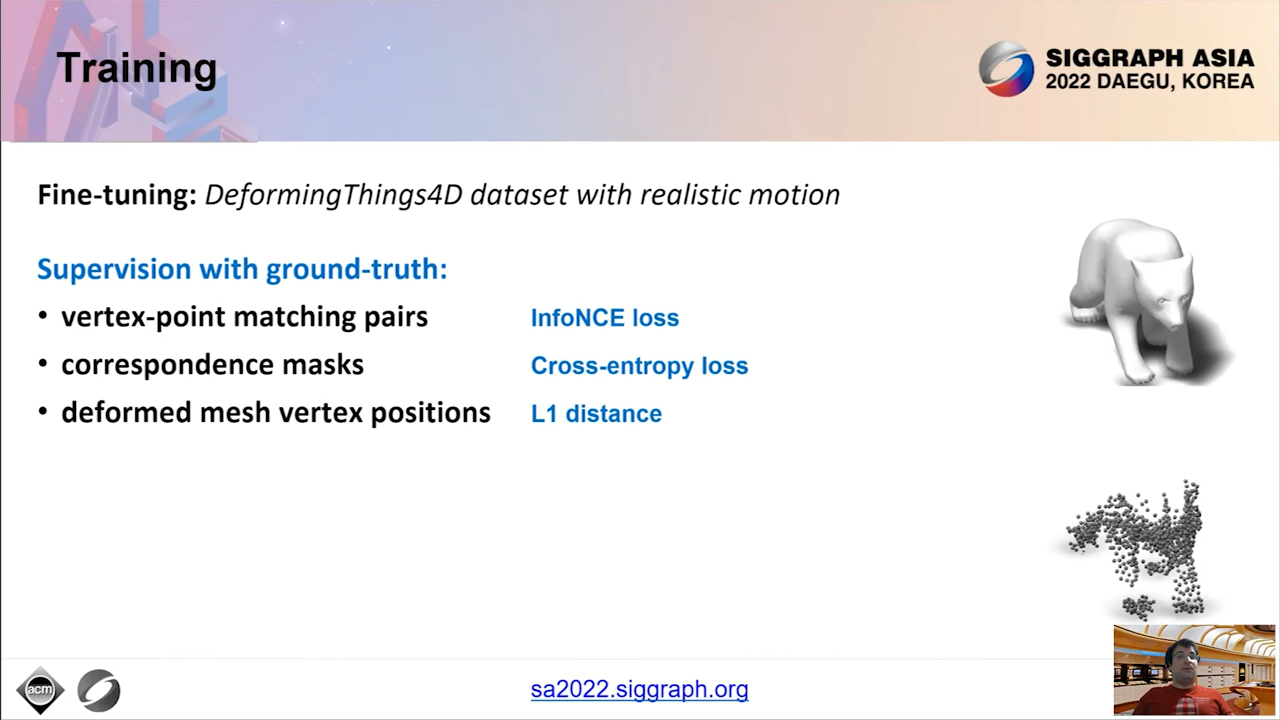 Training
SIGGRAPH ASIA
2022 DAEGU, KOREA
Fine-tuning: DeformingThings4D dataset with realistic motion
Supervision with ground-truth:
• vertex-point matching pairs InfoNCE loss
• correspondence masks Cross-entropy loss
• deformed mesh vertex positions L1 distance
acm
sa2022.siggraph.org